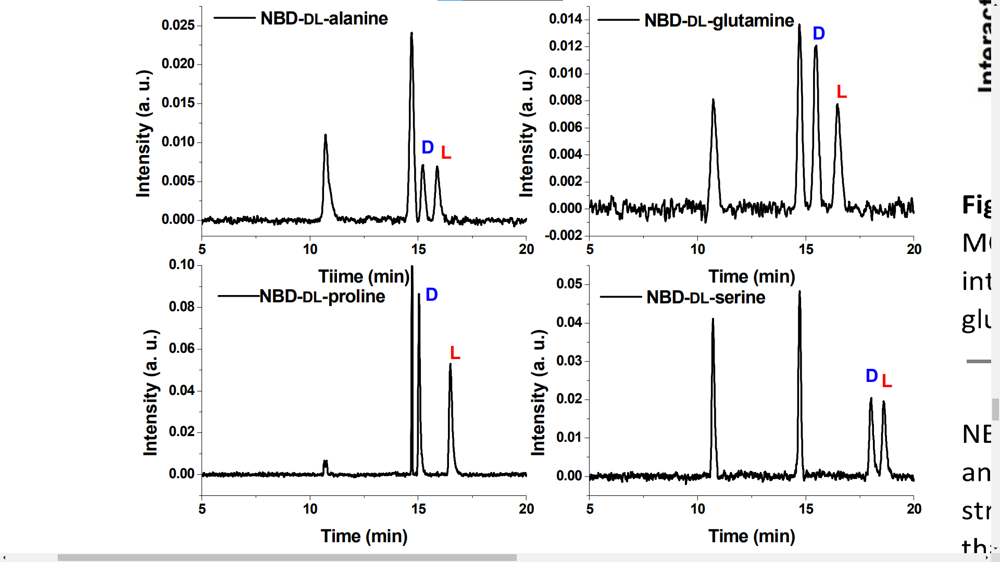 NBD-DL-alanine
0.025
0.020
0.015
0.010
0.005
0.000
Intensity (a. u.)
D
L
5 10 15 20
Tiime (min)
NBD-DL-glutamine
0.014
0.012
0.010
0.008
0.006
0.004
0.002
0.000
-0.002
Intensity (a. u.)
D
L
5 10 15 20
Time (min)
NBD-DL-proline
0.10
0.08
0.06
0.04
0.02
0.00
Intensity (a. u.)
D
L
5 10 15 20
Time (min)
NBD-DL-serine
0.05
0.04
0.03
0.02
0.01
0.00
Intensity (a. u.)
D
L
5 10 15 20
Time (min)